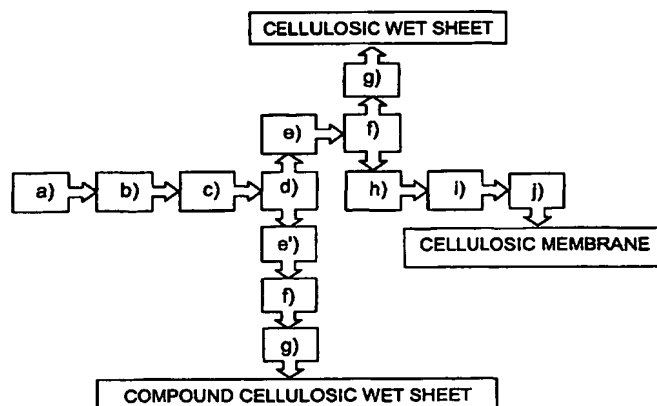 CELLULOSIC WET SHEET
g)
e) f)
a) b) c) d) h) i) j)
e') CELLULOSIC MEMBRANE
f)
g)
COMPOUND CELLULOSIC WET SHEET